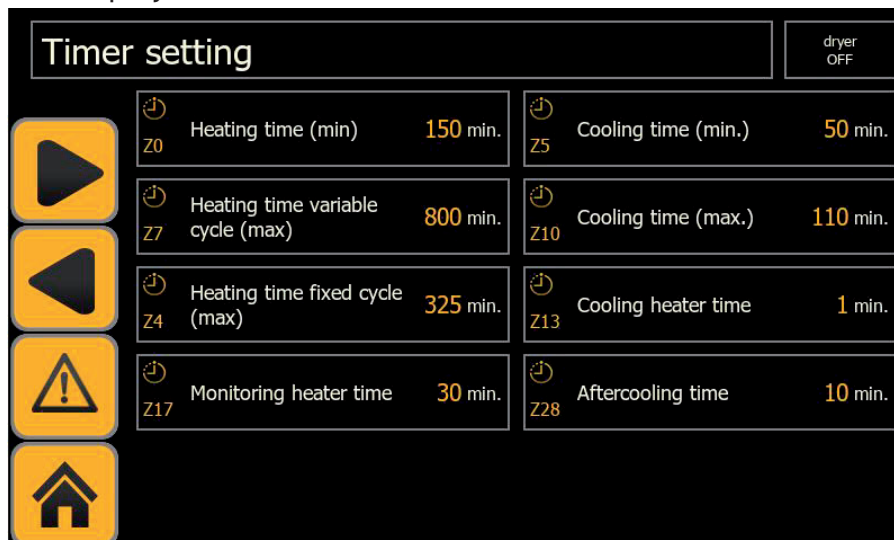 Timer setting
dryer
OFF
Z0
Heating time (min)
150 min.
Z5
Cooling time (min.)
50 min.
Z7
Heating time variable
cycle (max)
800 min.
Z10
Cooling time (max.)
110 min.
Z4
Heating time fixed cycle
(max)
325 min.
Z13
Cooling heater time
1 min.
Z17
Monitoring heater time
30 min.
Z28
Aftercooling time
10 min.